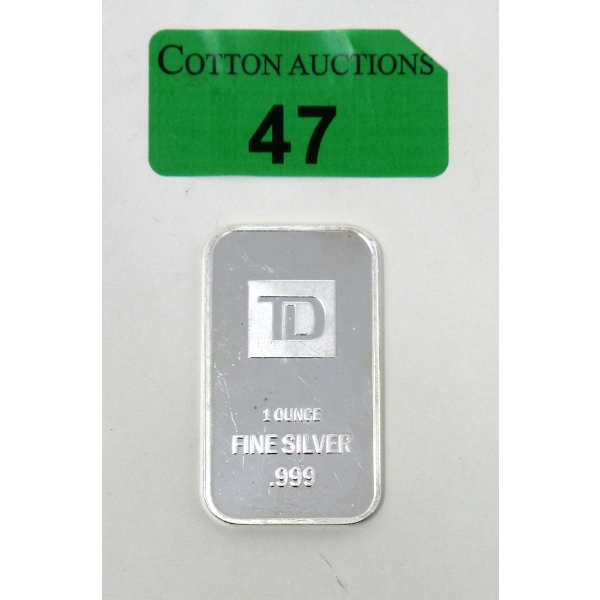 COTTON AUCTIONS
47
TD
1 OUNCE
FINE SILVER
.999